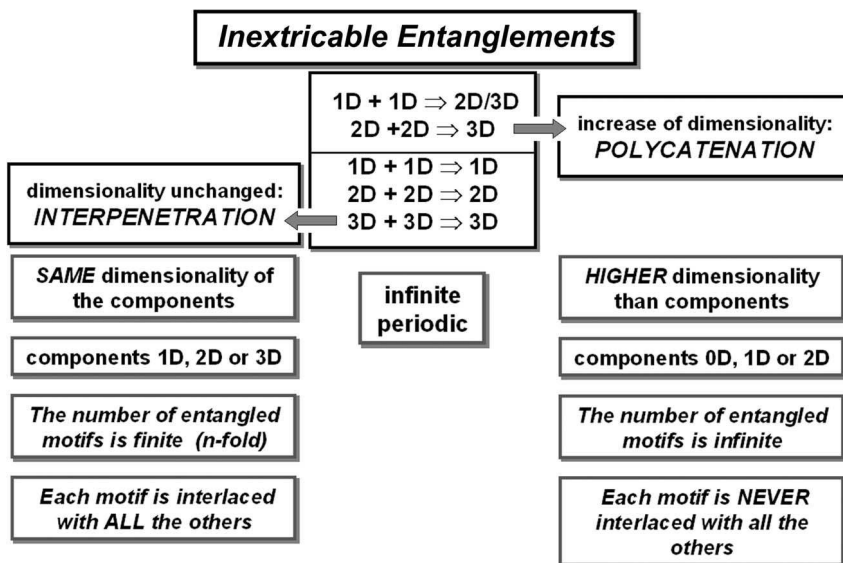 Inextricable Entanglements
1D + 1D ⇒ 2D/3D
2D +2D ⇒ 3D
increase of dimensionality:
POLYCATENATION
1D + 1D ⇒ 1D
2D + 2D ⇒ 2D
3D + 3D ⇒ 3D
dimensionality unchanged:
INTERPENETRATION
SAME dimensionality of
the components
components 1D, 2D or 3D
The number of entangled
motifs is finite (n-fold)
Each motif is interlaced
with ALL the others
infinite
periodic
HIGHER dimensionality
than components
components 0D, 1D or 2D
The number of entangled
motifs is infinite
Each motif is NEVER
interlaced with all the
others